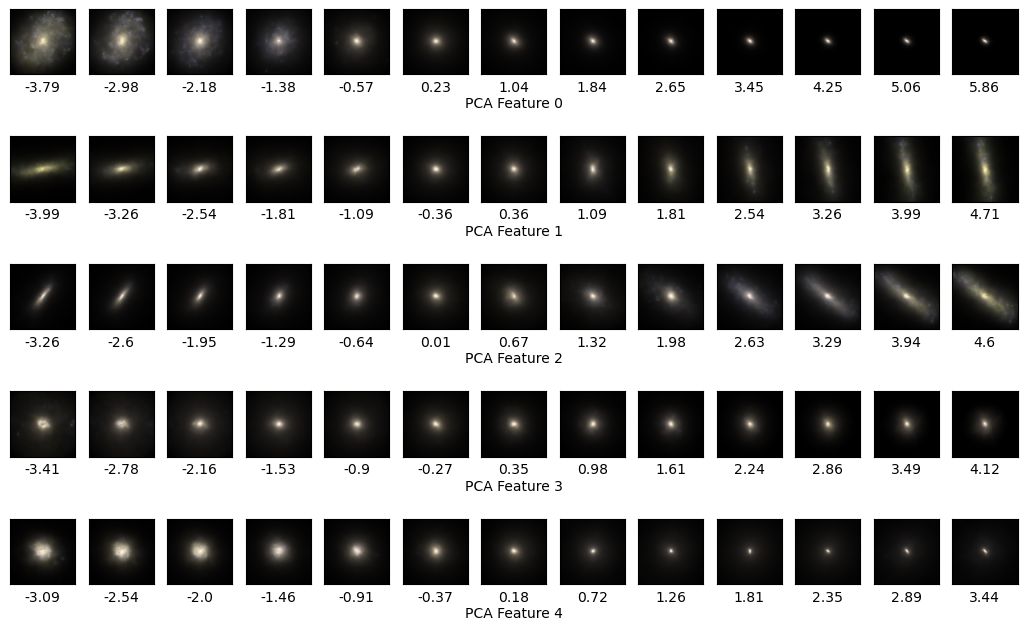 -3.79 -2.98 -2.18 -1.38 -0.57 0.23 1.04 1.84 2.65 3.45 4.25 5.06 5.86
PCA Feature 0
-3.99 -3.26 -2.54 -1.81 -1.09 -0.36 0.36 1.09 1.81 2.54 3.26 3.99 4.71
PCA Feature 1
-3.26 -2.6 -1.95 -1.29 -0.64 0.01 0.67 1.32 1.98 2.63 3.29 3.94 4.6
PCA Feature 2
-3.41 -2.78 -2.16 -1.53 -0.9 -0.27 0.35 0.98 1.61 2.24 2.86 3.49 4.12
PCA Feature 3
-3.09 -2.54 -2.0 -1.46 -0.91 -0.37 0.18 0.72 1.26 1.81 2.35 2.89 3.44
PCA Feature 4